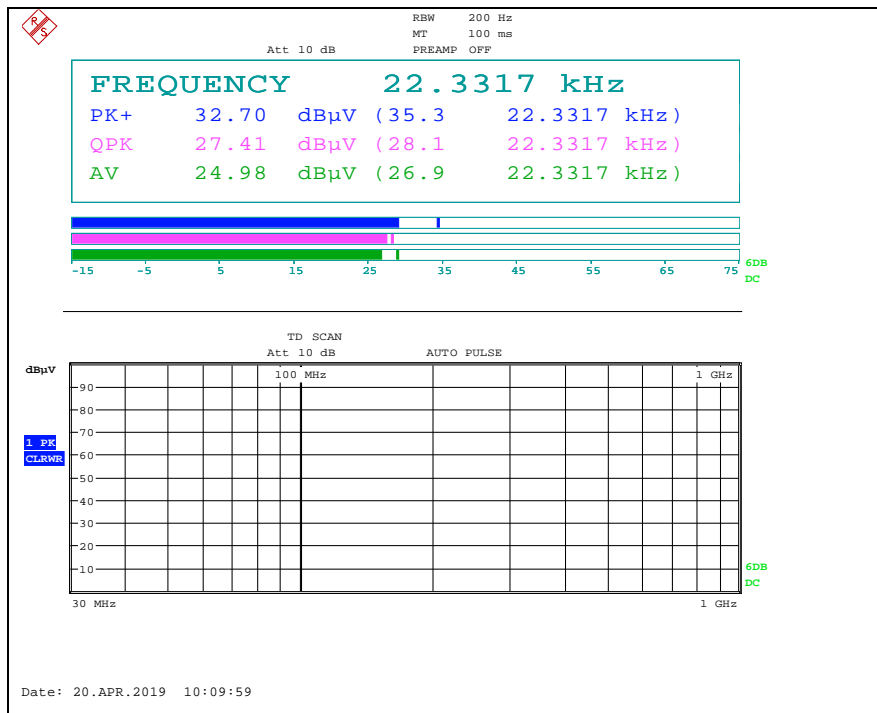 R S
RBW 200 Hz
MT 100 ms
Att 10 dB PREAMP OFF
FREQUENCY 22.3317 kHz
PK+ 32.70 dBµV (35.3 22.3317 kHz)
QPK 27.41 dBµV (28.1 22.3317 kHz)
AV 24.98 dBµV (26.9 22.3317 kHz)
-15 -5 5 15 25 35 45 55 65 75
6DB
DC
TD SCAN
Att 10 dB AUTO PULSE
dBµV
100 MHz 1 GHz
90
80
70
1 PK
60
CLRWR
50
40
30
20
10
6DB
DC
30 MHz 1 GHz
Date: 20.APR.2019 10:09:59